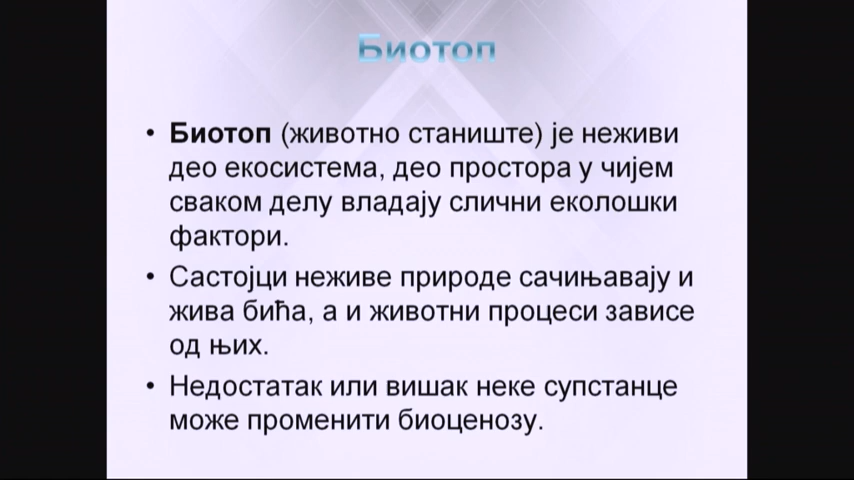 Биотоп
• Биотоп (животно станиште) је неживи
део екосистема, део простора у чијем
сваком делу владају слични еколошки
фактори.
• Састојци неживе природе сачињавају и
жива бића, а и животни процеси зависе
од њих.
• Недостатак или вишак неке супстанце
може променити биоценозу.